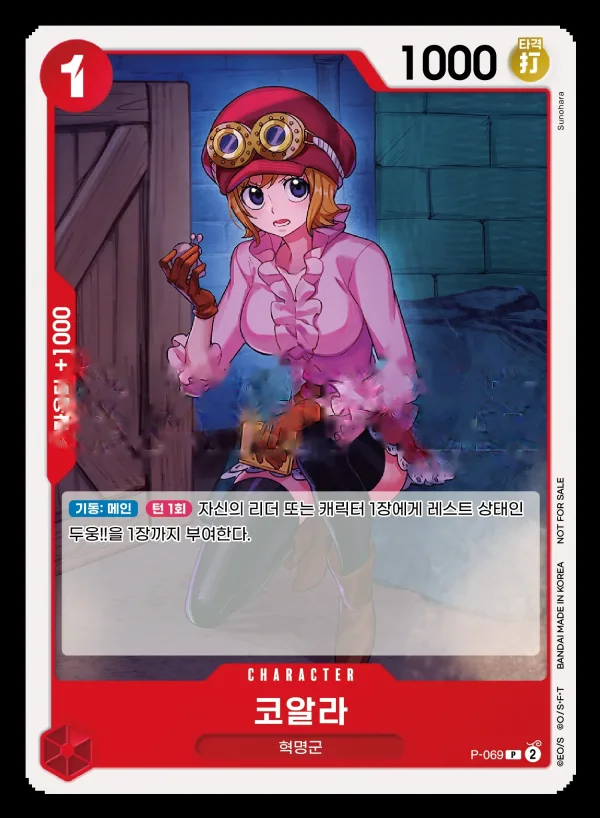 1
1000
타격
打
Sunohara
+1000
기동: 메인 턴 1회 자신의 리더 또는 캐릭터 1장에게 레스트 상태인
두웅!!을 1장까지 부여한다.
CHARACTER
코알라
혁명군
P-069 P 2
©EO/S ©O/S·F·T BANDAI MADE IN KOREA NOT FOR SALE